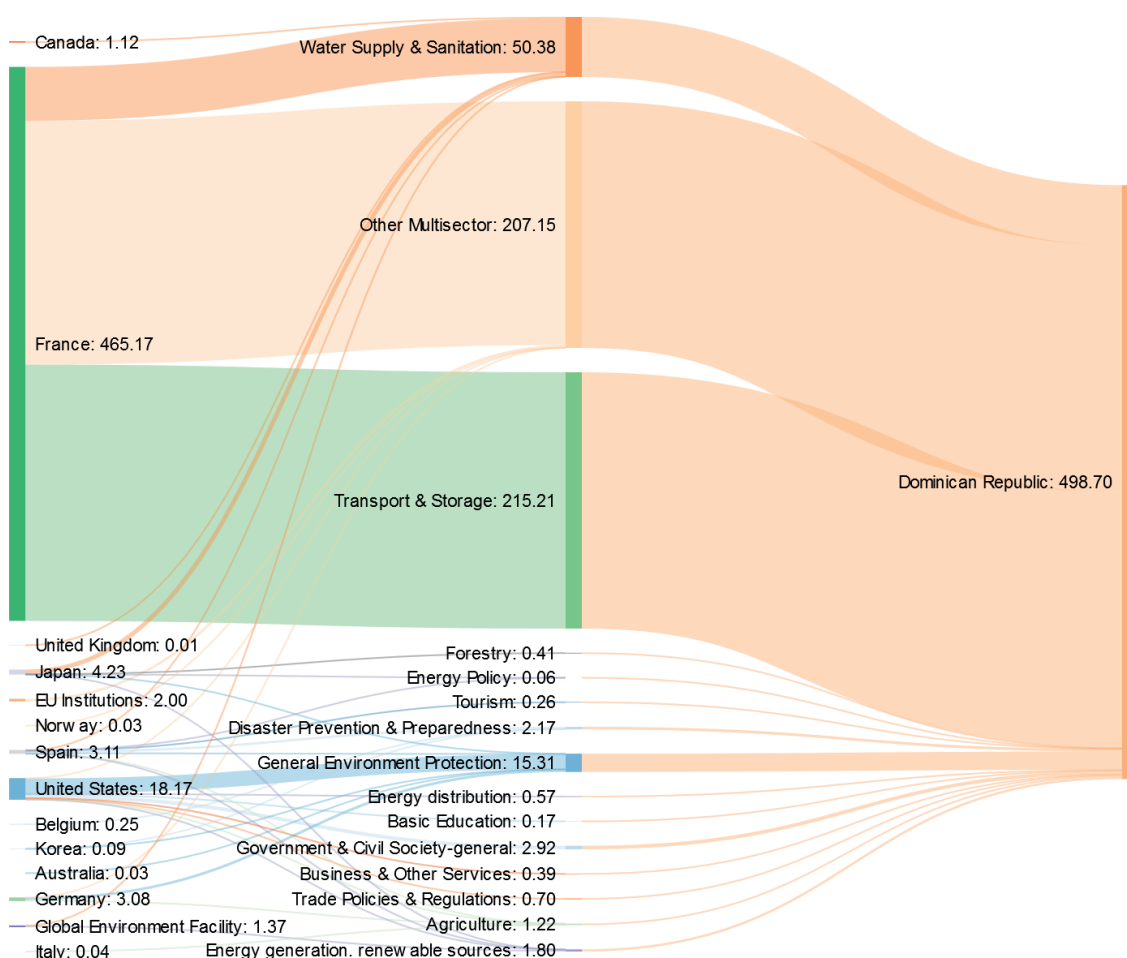 Canada: 1.12
Water Supply & Sanitation: 50.38
Other Multisector: 207.15
France: 465.17
Dominican Republic: 498.70
Transport & Storage: 215.21
United Kingdom: 0.01
Forestry: 0.41
Japan: 4.23
Energy Policy: 0.06
EU Institutions: 2.00
Tourism: 0.26
Norway: 0.03
Disaster Prevention & Preparedness: 2.17
Spain: 3.11
General Environment Protection: 15.31
United States: 18.17
Energy distribution: 0.57
Belgium: 0.25
Basic Education: 0.17
Korea: 0.09
Government & Civil Society-general: 2.92
Australia: 0.03
Business & Other Services: 0.39
Germany: 3.08
Trade Policies & Regulations: 0.70
Global Environment Facility: 1.37
Agriculture: 1.22
Italy: 0.04
Energy generation. renewable sources: 1.80